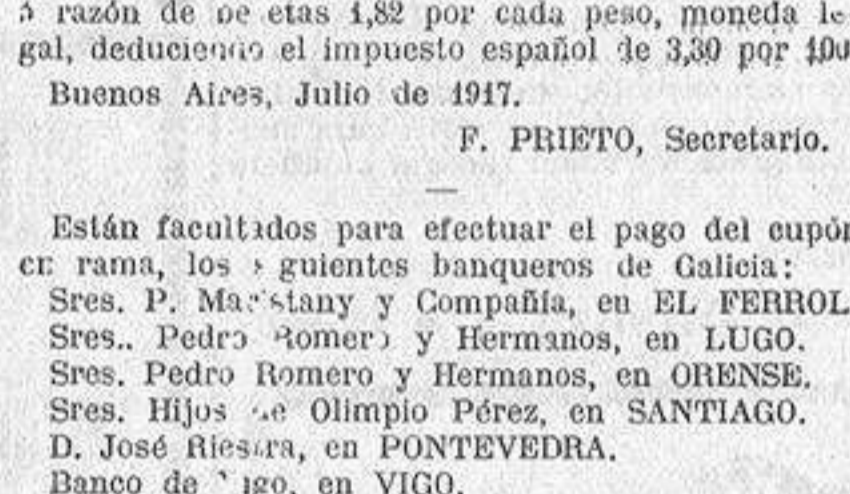 á razón de pesetas 1,82 por cada peso, moneda le
gal, deduciendo el impuesto español de 3,30 por 100
Buenos Aires, Julio de 1917.
F. PRIETO, Secretario.
Están facultados para efectuar el pago del cupón
en rama, los siguientes banqueros de Galicia:
Sres. P. Maristany y Compañía, en EL FERROL
Sres.. Pedro Romero y Hermanos, en LUGO.
Sres. Pedro Romero y Hermanos, en ORENSE.
Sres. Hijos de Olimpio Pérez, en SANTIAGO.
D. José Riestra, en PONTEVEDRA.
Banco de Vigo, en VIGO.